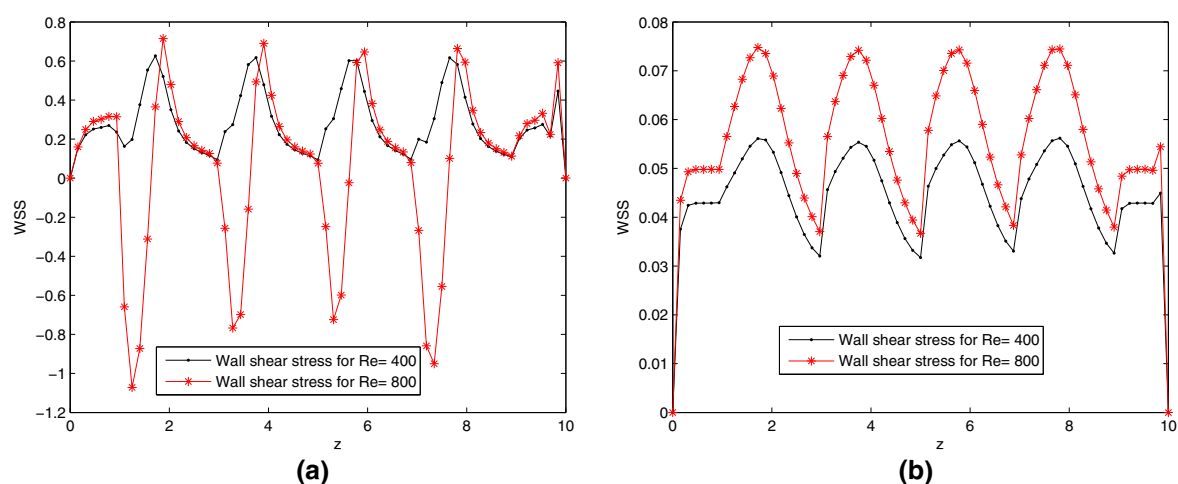 0.8
0.6
0.4
0.2
0
−0.2
−0.4
−0.6
−0.8
−1
−1.2
WSS
Wall shear stress for Re= 400
Wall shear stress for Re= 800
0 2 4 6 8 10
z
(a)
0.08
0.07
0.06
0.05
0.04
0.03
0.02
0.01
0
WSS
Wall shear stress for Re= 400
Wall shear stress for Re= 800
0 2 4 6 8 10
z
(b)